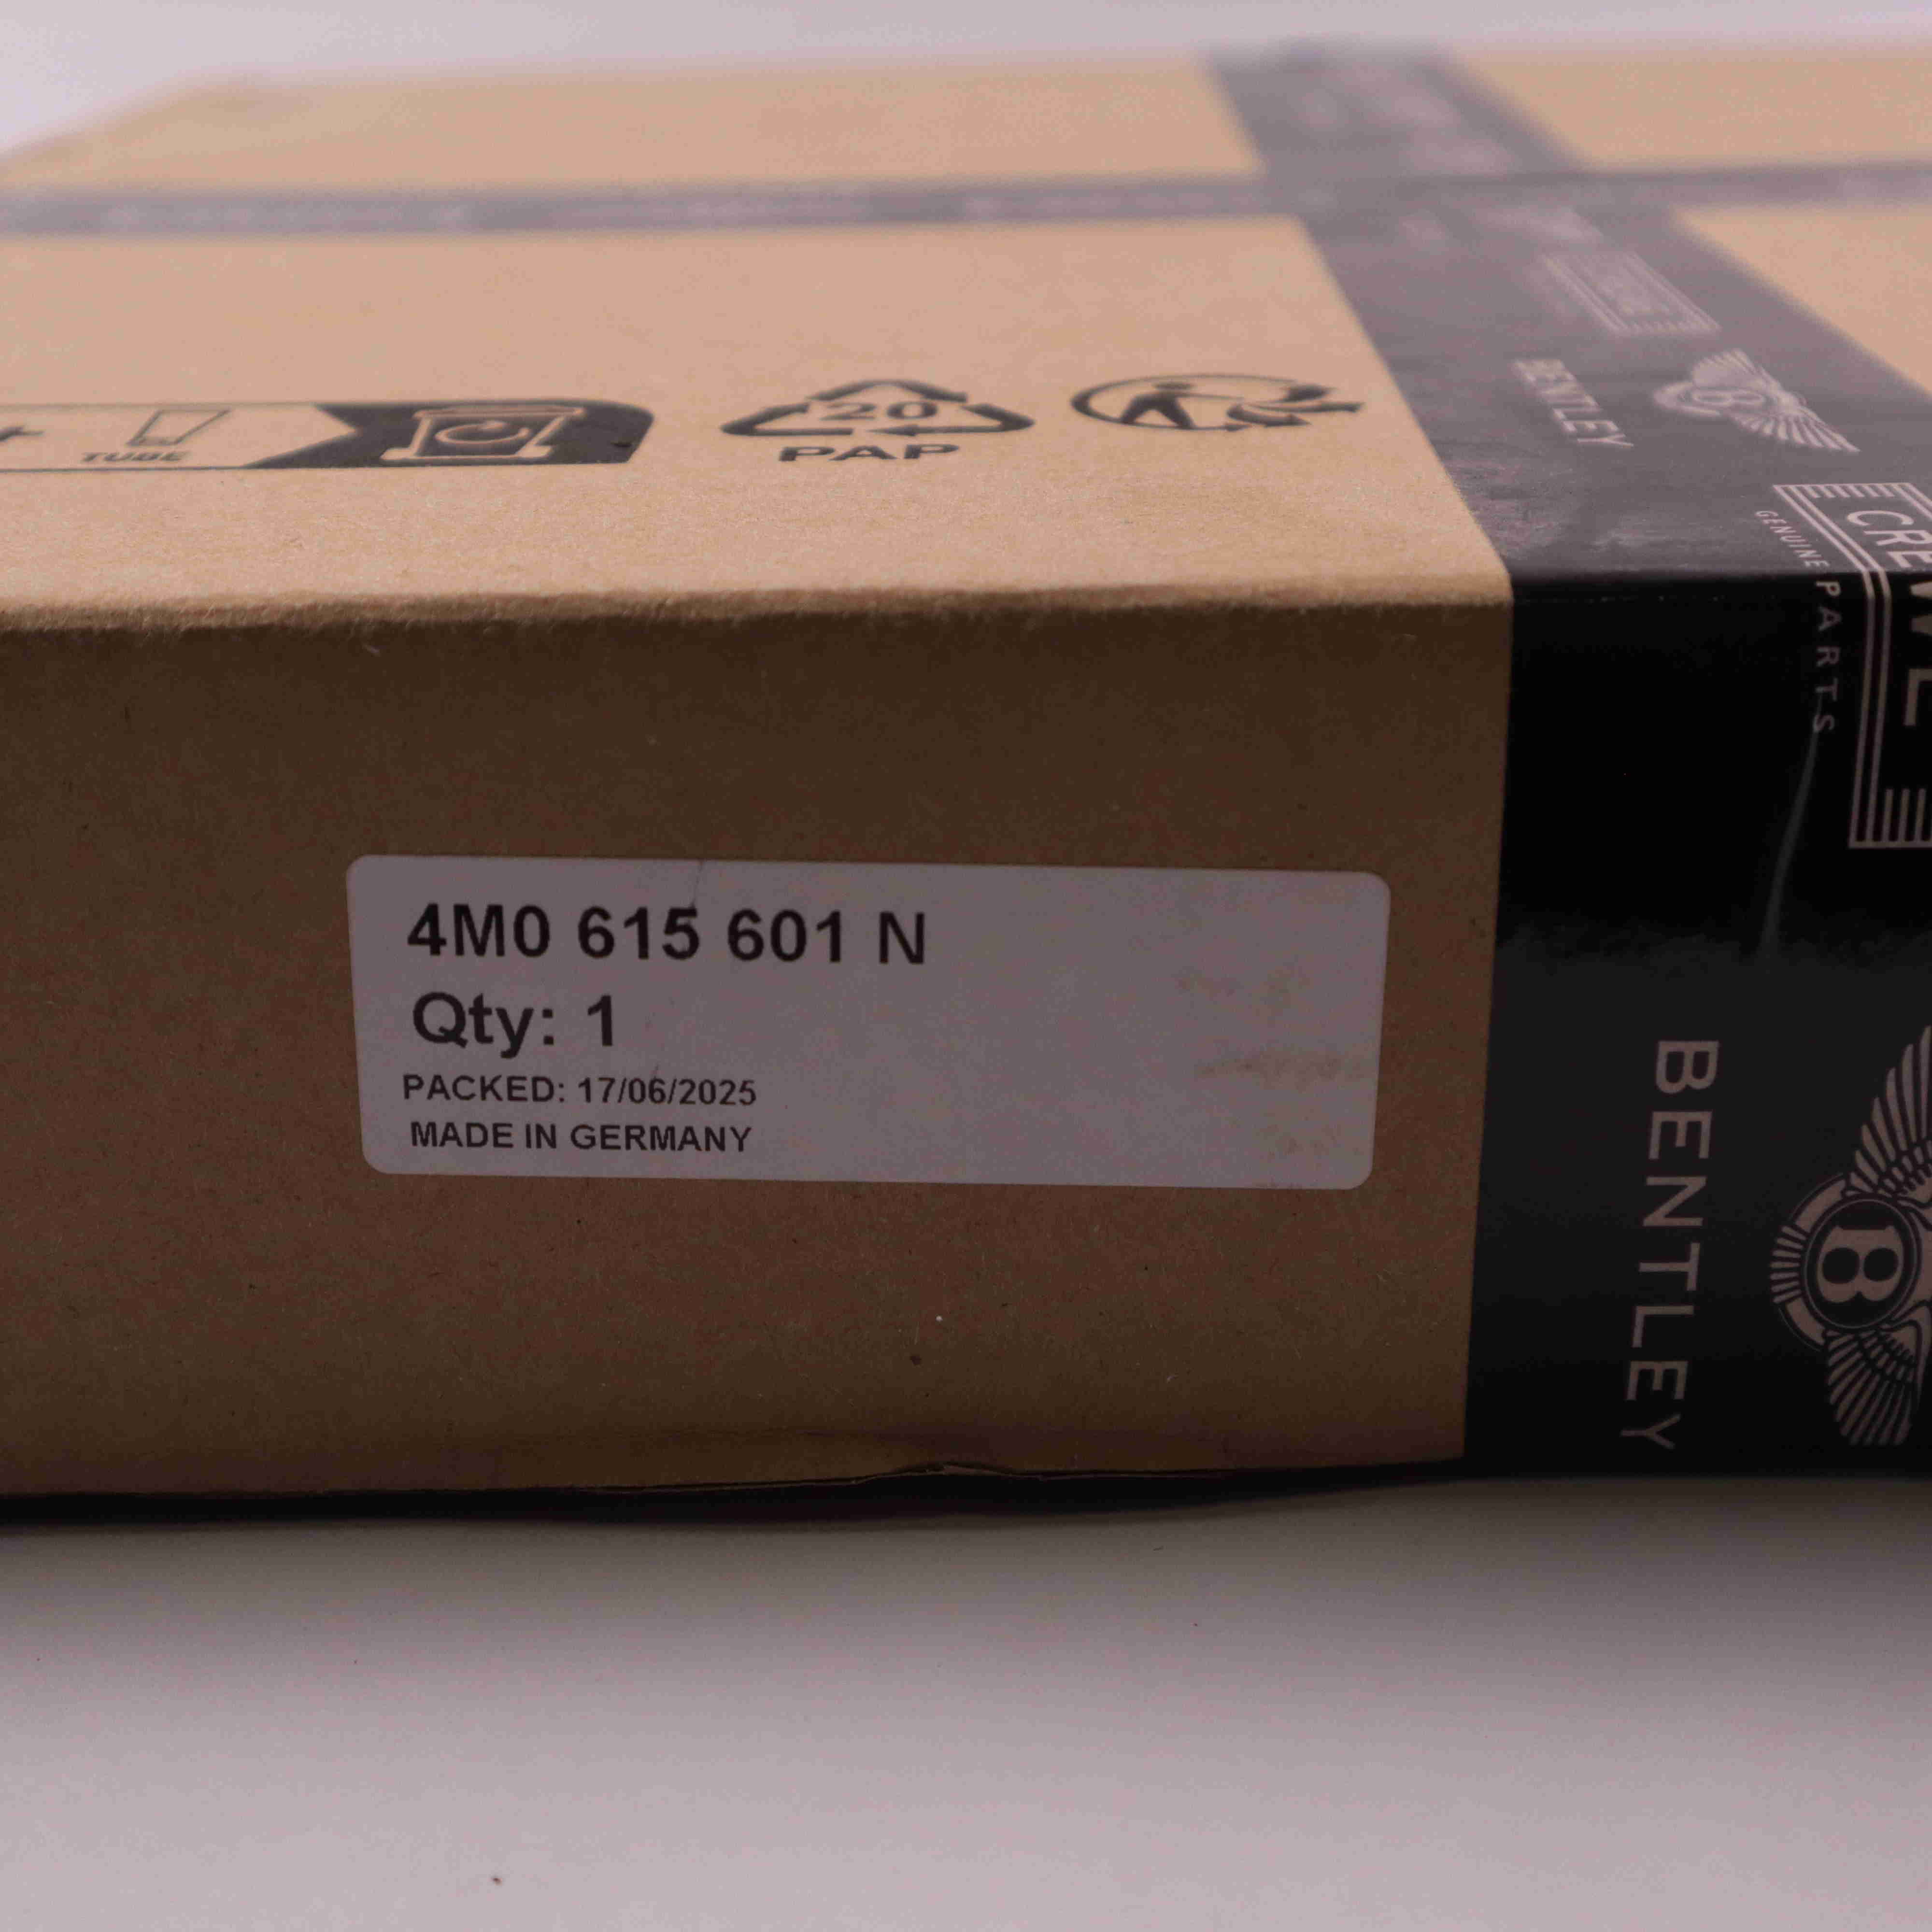 TUBE
20
PAP
BENTLEY
CREWE
GENUINE PARTS
4M0 615 601 N
Qty: 1
PACKED: 17/06/2025
MADE IN GERMANY
BENTLEY
B